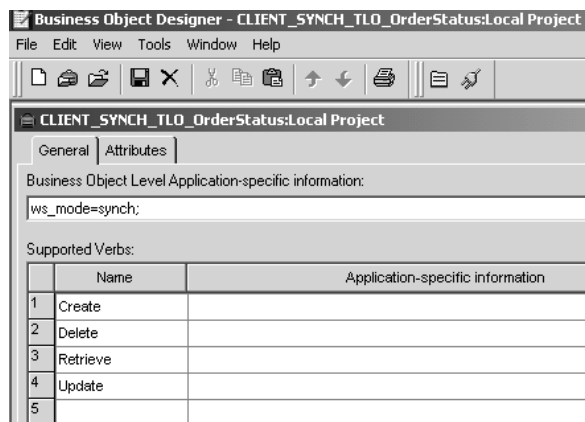 Business Object Designer - CLIENT_SYNCH_TLO_OrderStatus:Local Project
File Edit View Tools Window Help
CLIENT_SYNCH_TLO_OrderStatus:Local Project
General Attributes
Business Object Level Application-specific information:
ws_mode=synch;
Supported Verbs:
Name Application-specific information
1 Create
2 Delete
3 Retrieve
4 Update
5